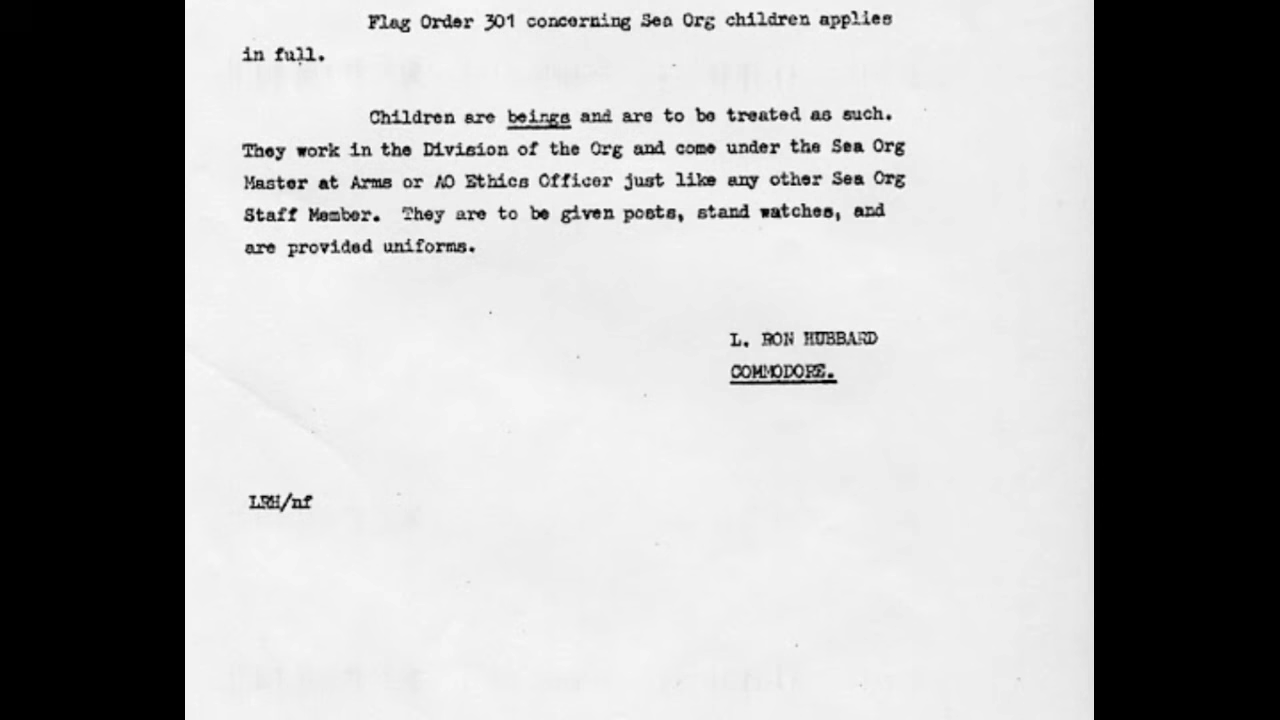 Flag Order 301 concerning Sea Org children applies
in full.
Children are beings and are to be treated as such.
They work in the Division of the Org and come under the Sea Org
Master at Arms or AO Ethics Officer just like any other Sea Org
Staff Member. They are to be given posts, stand watches, and
are provided uniforms.
L. RON HUBBARD
COMMODORE.
LRH/nf